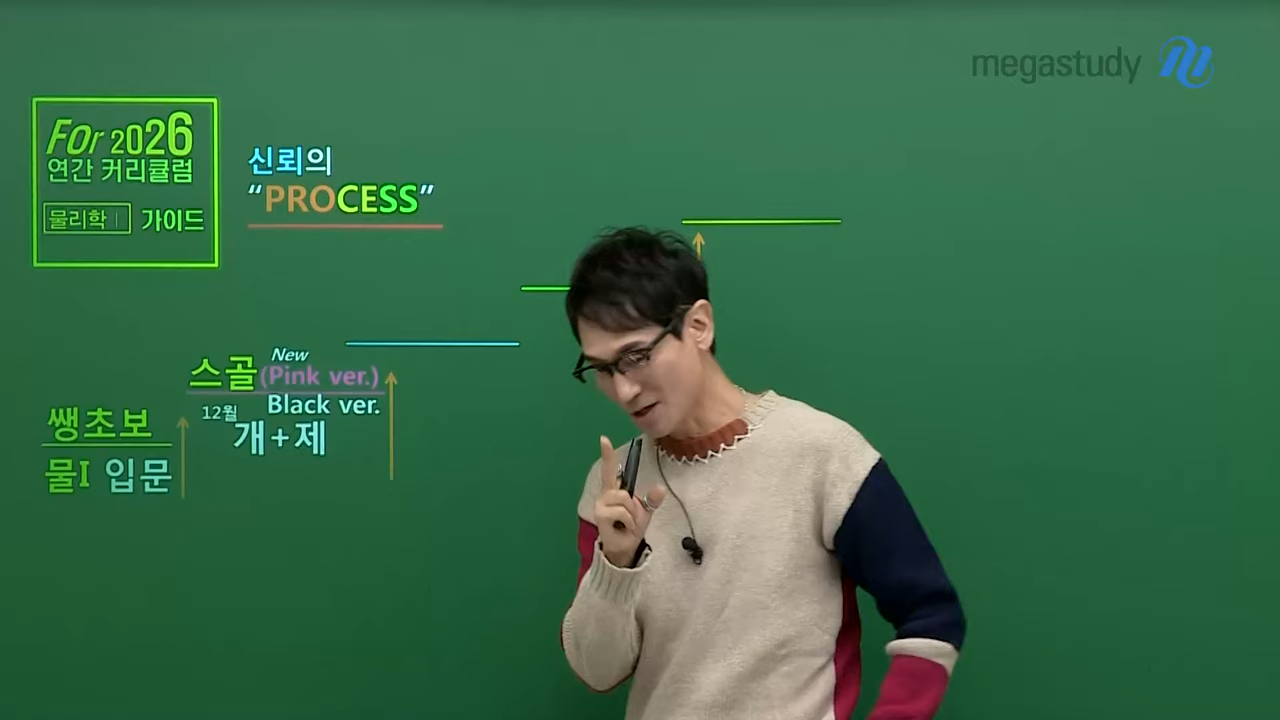 megastudy
For 2026
연간 커리큘럼
물리학 I 가이드
신뢰의
“PROCESS”
New
스골(Pink ver.)
12월 Black ver.
개+제
쌩초보
물I 입문